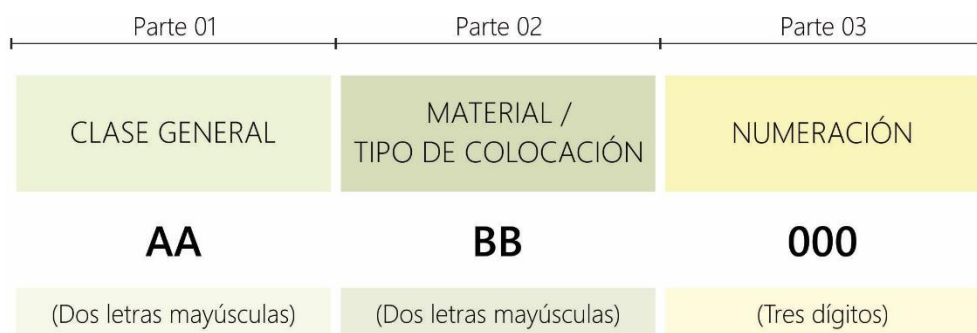 Parte 01
Parte 02
Parte 03
CLASE GENERAL
MATERIAL /
TIPO DE COLOCACIÓN
NUMERACIÓN
AA
BB
000
(Dos letras mayúsculas)
(Dos letras mayúsculas)
(Tres dígitos)